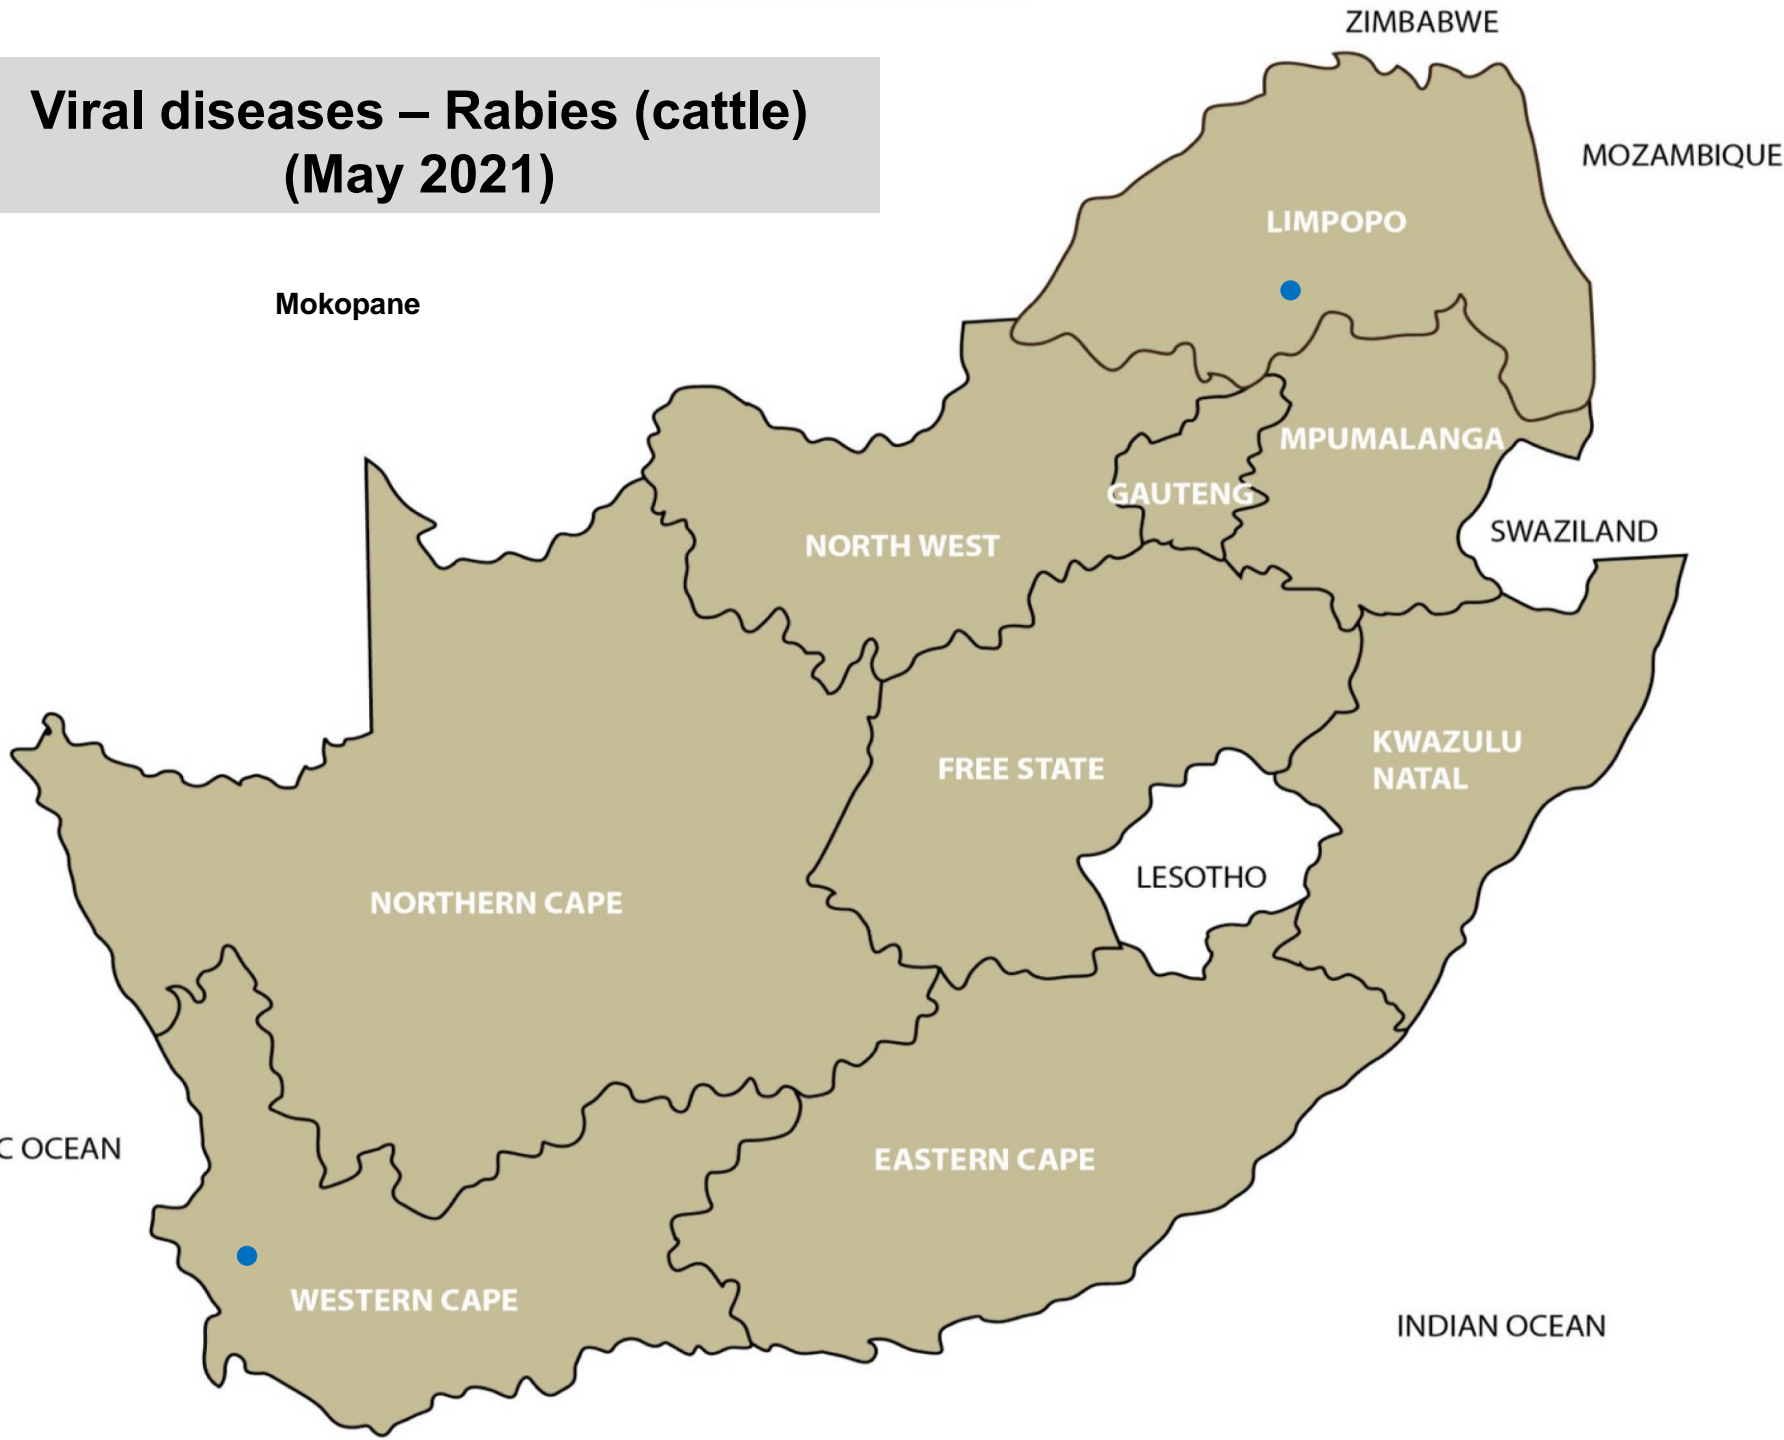 ZIMBABWE
Viral diseases – Rabies (cattle)
(May 2021)
MOZAMBIQUE
LIMPOPO
Mokopane
MPUMALANGA
GAUTENG
SWAZILAND
NORTH WEST
KWAZULU
NATAL
FREE STATE
LESOTHO
NORTHERN CAPE
C OCEAN
EASTERN CAPE
WESTERN CAPE
INDIAN OCEAN